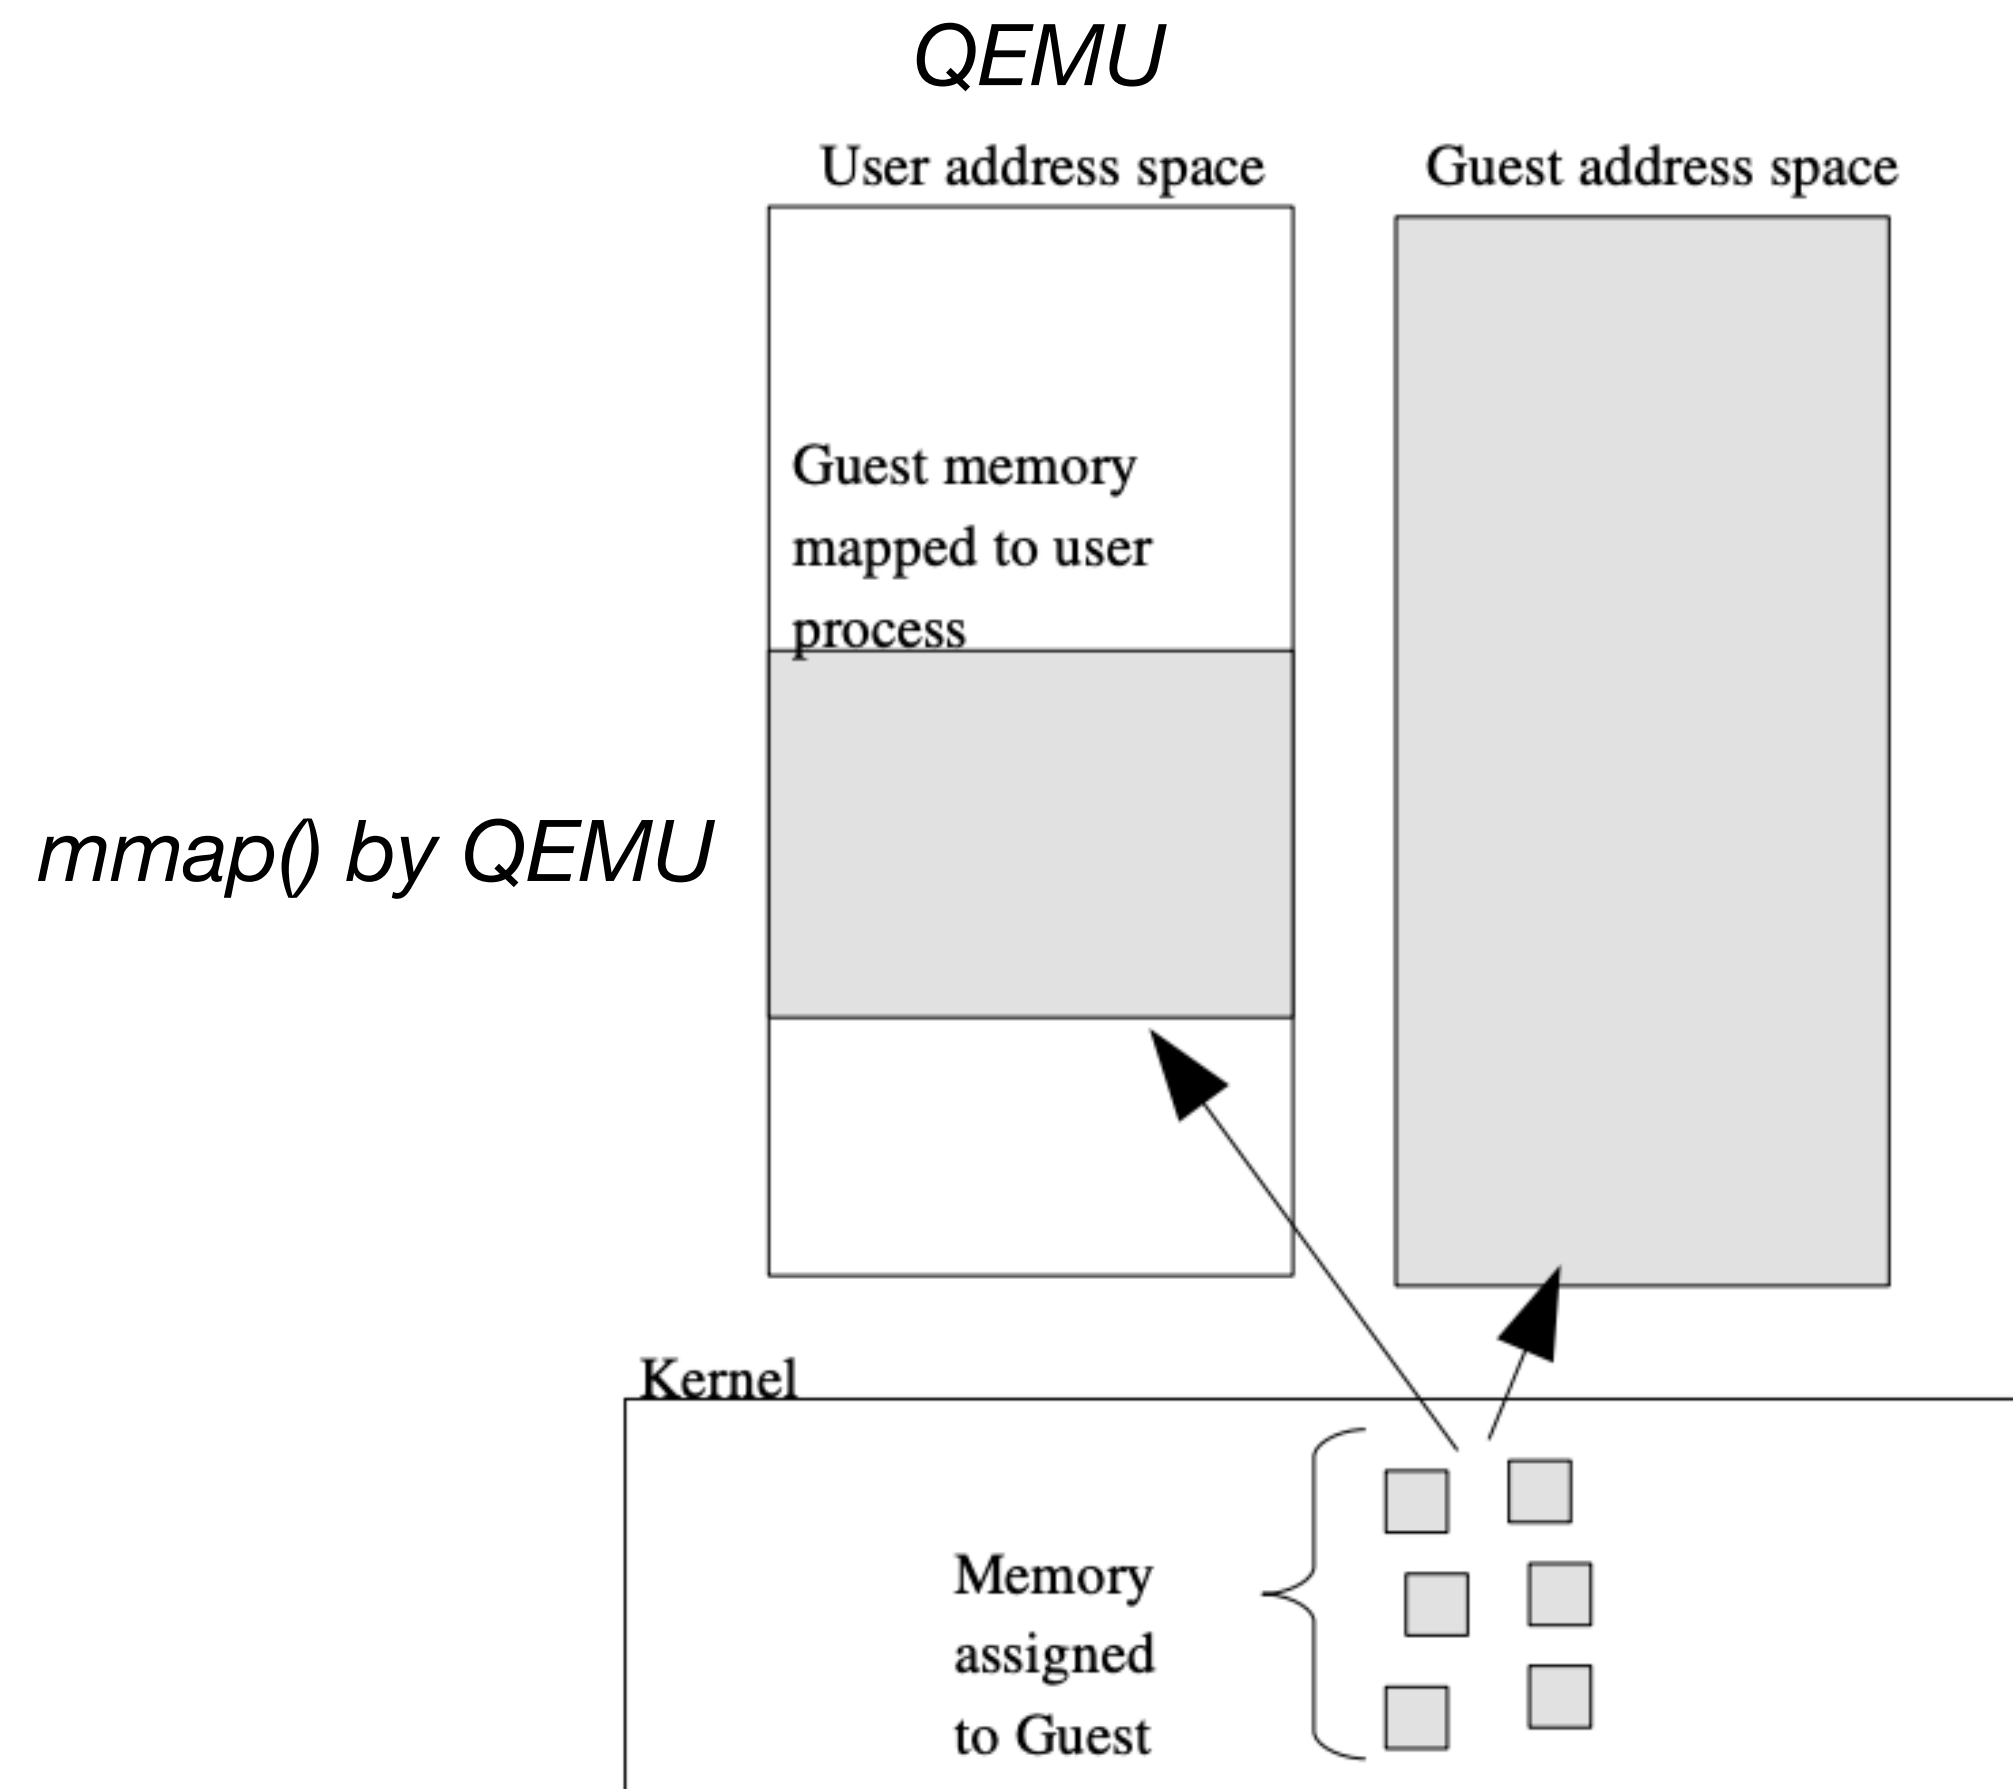 QEMU
User address space
Guest address space
Guest memory
mapped to user
process
mmap() by QEMU
Kernel
Memory
assigned
to Guest